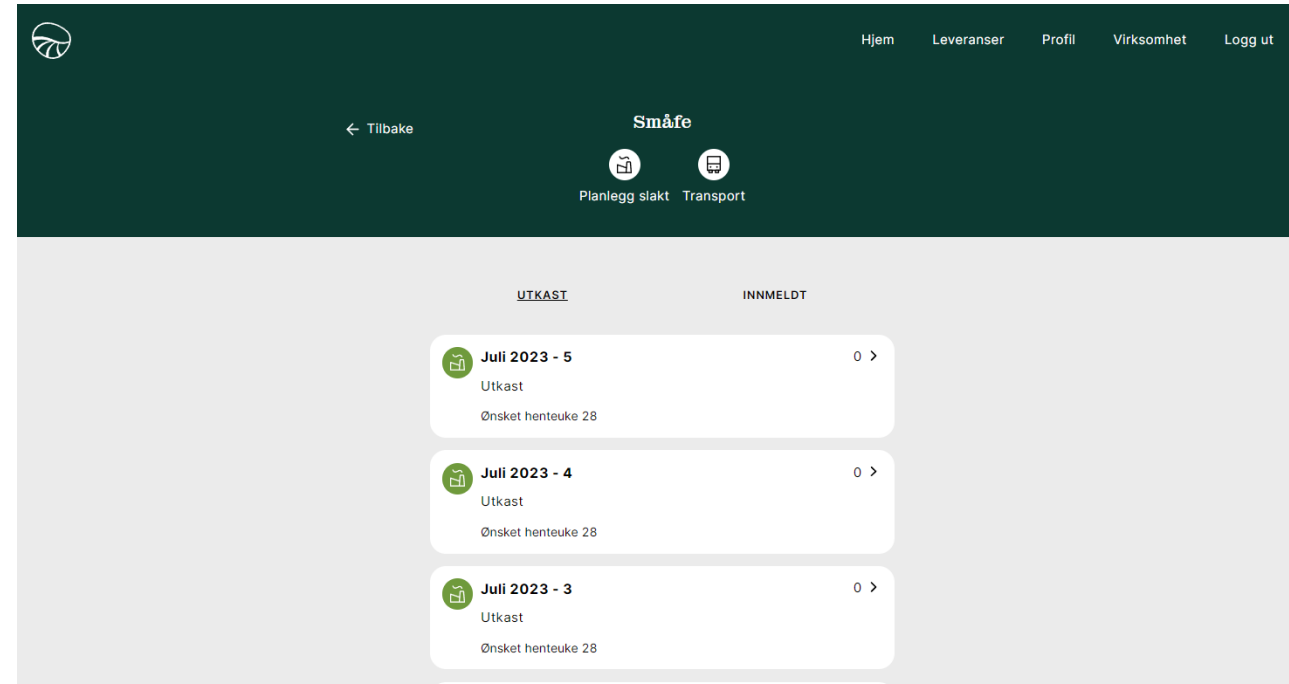 Hjem Leveranser Profil Virksomhet Logg ut
← Tilbake
Småfe
Planlegg slakt Transport
UTKAST INNMELDT
Juli 2023 - 5 0
Utkast
Ønsket henteuke 28
Juli 2023 - 4 0
Utkast
Ønsket henteuke 28
Juli 2023 - 3 0
Utkast
Ønsket henteuke 28